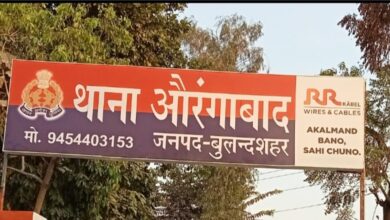 थाना औरंगाबाद
मो. 9454403153
जनपद-बुलन्दशहर
RR KABEL
WIRES & CABLES
AKALMAND
BANO,
SAHI CHUNO.